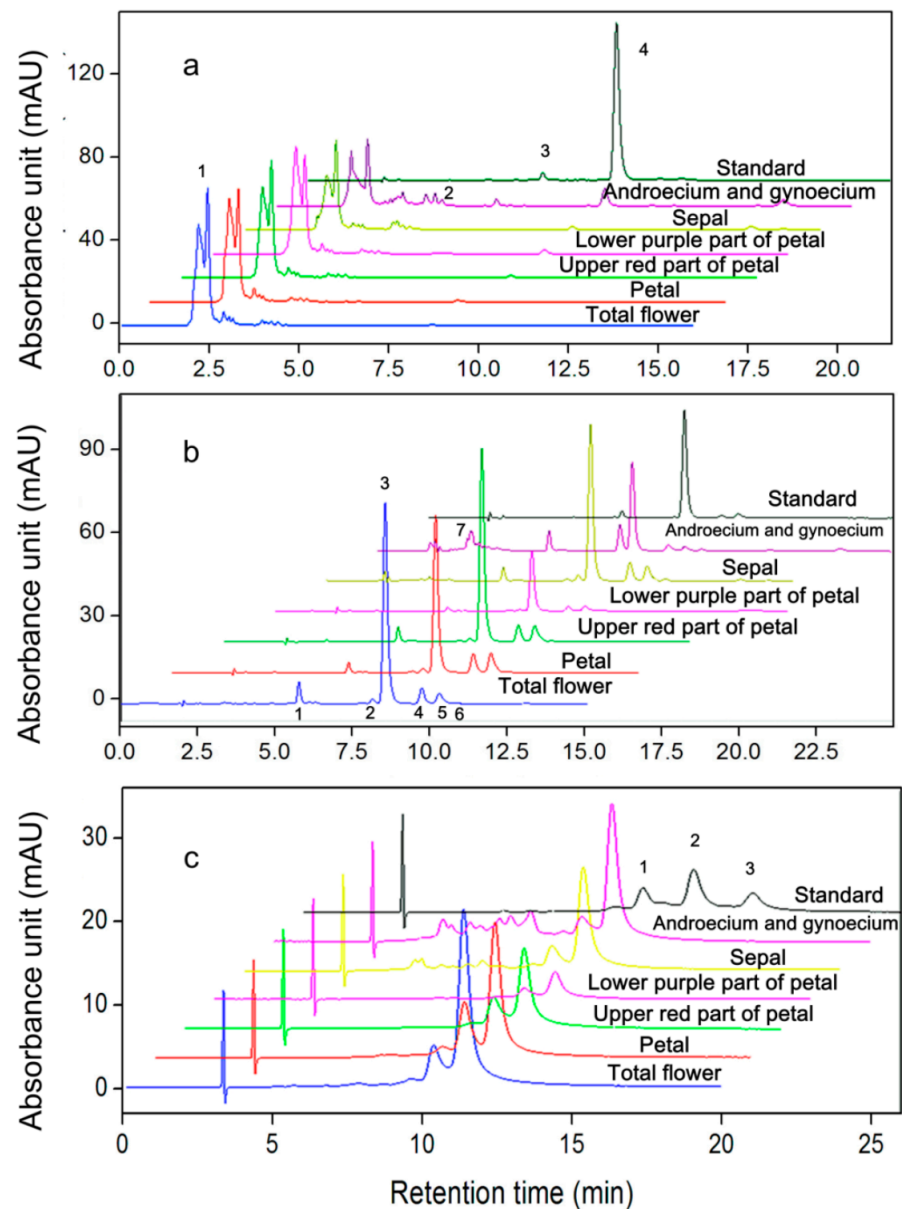 a
Absorbance unit (mAU)
120
80
40
0
1
2
3
4
Standard
Androecium and gynoecium
Sepal
Lower purple part of petal
Upper red part of petal
Petal
Total flower
0.0 2.5 5.0 7.5 10.0 12.5 15.0 17.5 20.0
b
Absorbance unit (mAU)
90
60
30
0
3
7
Standard
Androecium and gynoecium
Sepal
Lower purple part of petal
Upper red part of petal
Petal
Total flower
1 2 4 5 6
0.0 2.5 5.0 7.5 10.0 12.5 15.0 17.5 20.0 22.5
c
Absorbance unit (mAU)
30
20
10
0
1
2
3
Standard
Androecium and gynoecium
Sepal
Lower purple part of petal
Upper red part of petal
Petal
Total flower
0 5 10 15 20 25
Retention time (min)